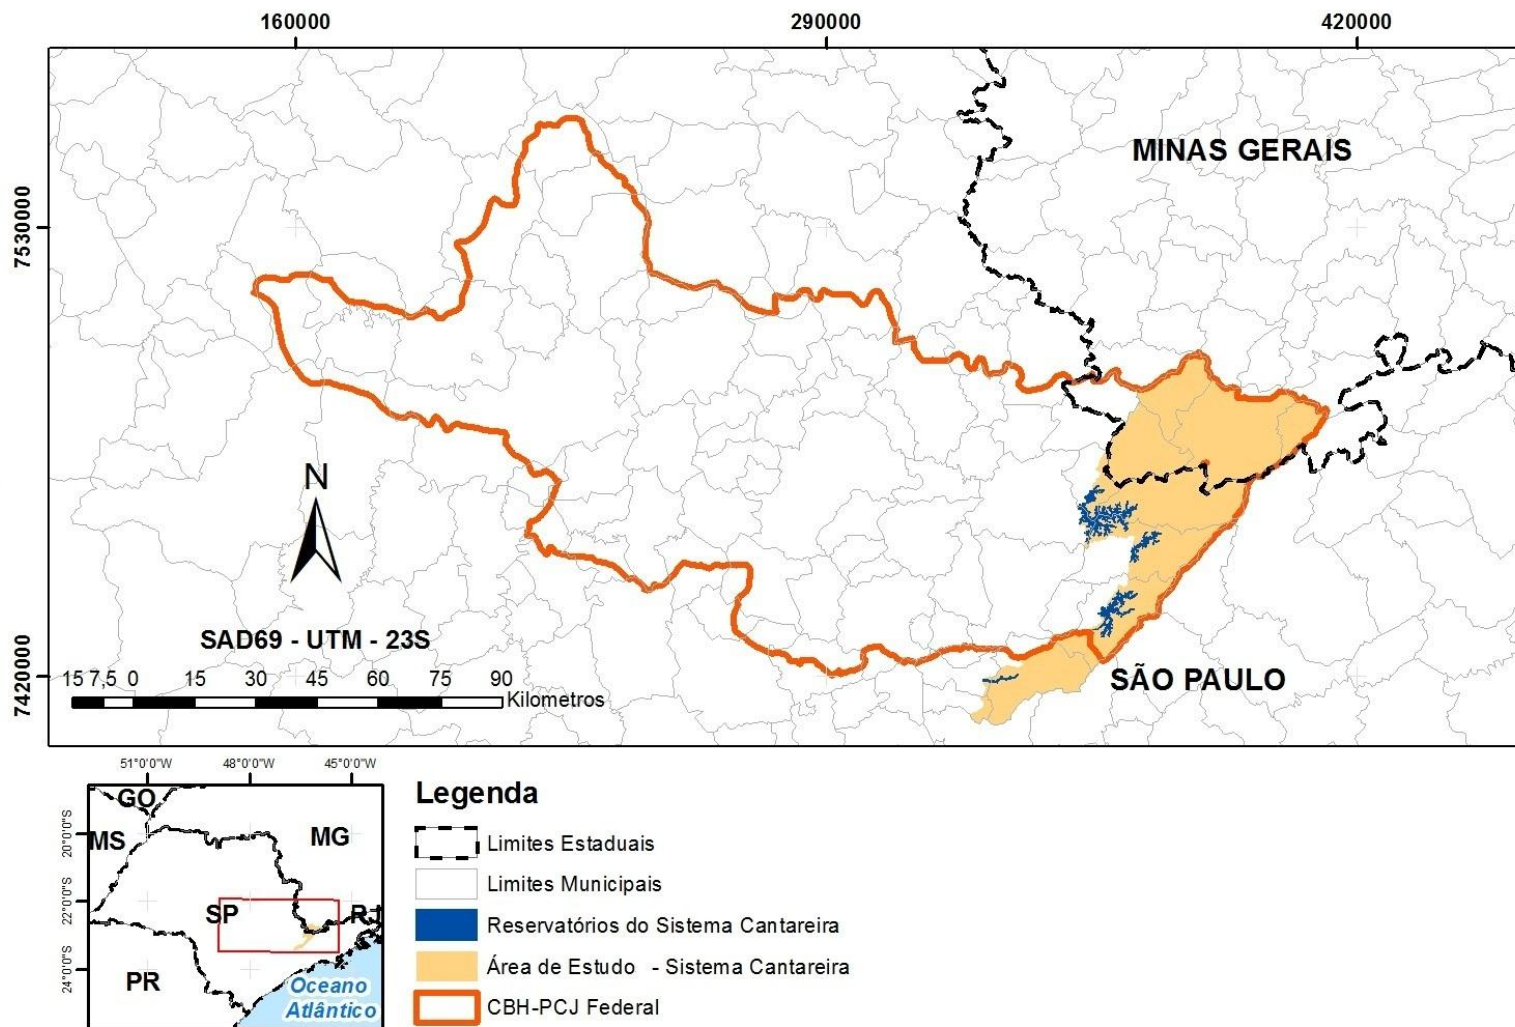 160000 290000 420000
MINAS GERAIS
7530000
N
SAD69 - UTM - 23S
157,5 0 15 30 45 60 75 90
Kilometros
SÃO PAULO
7420000
51°0'0"W 48°0'0"W 45°0'0"W
GO
MS
MG
20°0'0"S
SP
RJ
22°0'0"S
PR
24°0'0"S
Oceano
Atlântico
Legenda
Limites Estaduais
Limites Municipais
Reservatórios do Sistema Cantareira
Área de Estudo - Sistema Cantareira
CBH-PCJ Federal